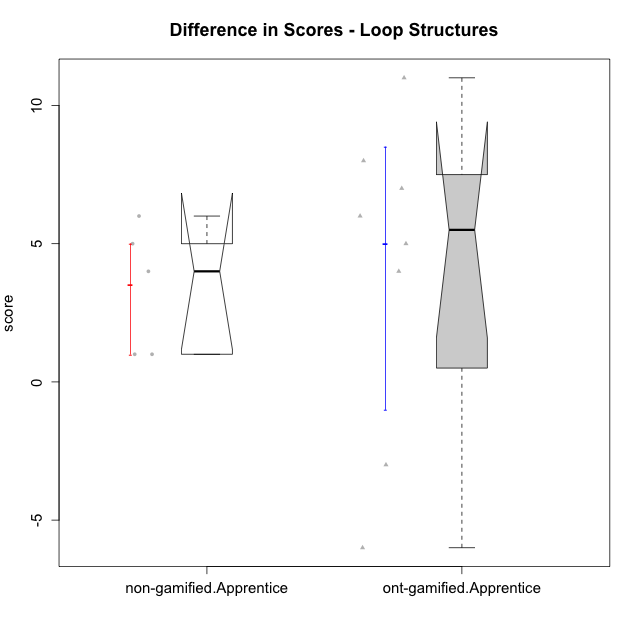 Difference in Scores - Loop Structures
score
10
5
0
-5
non-gamified.Apprentice
ont-gamified.Apprentice